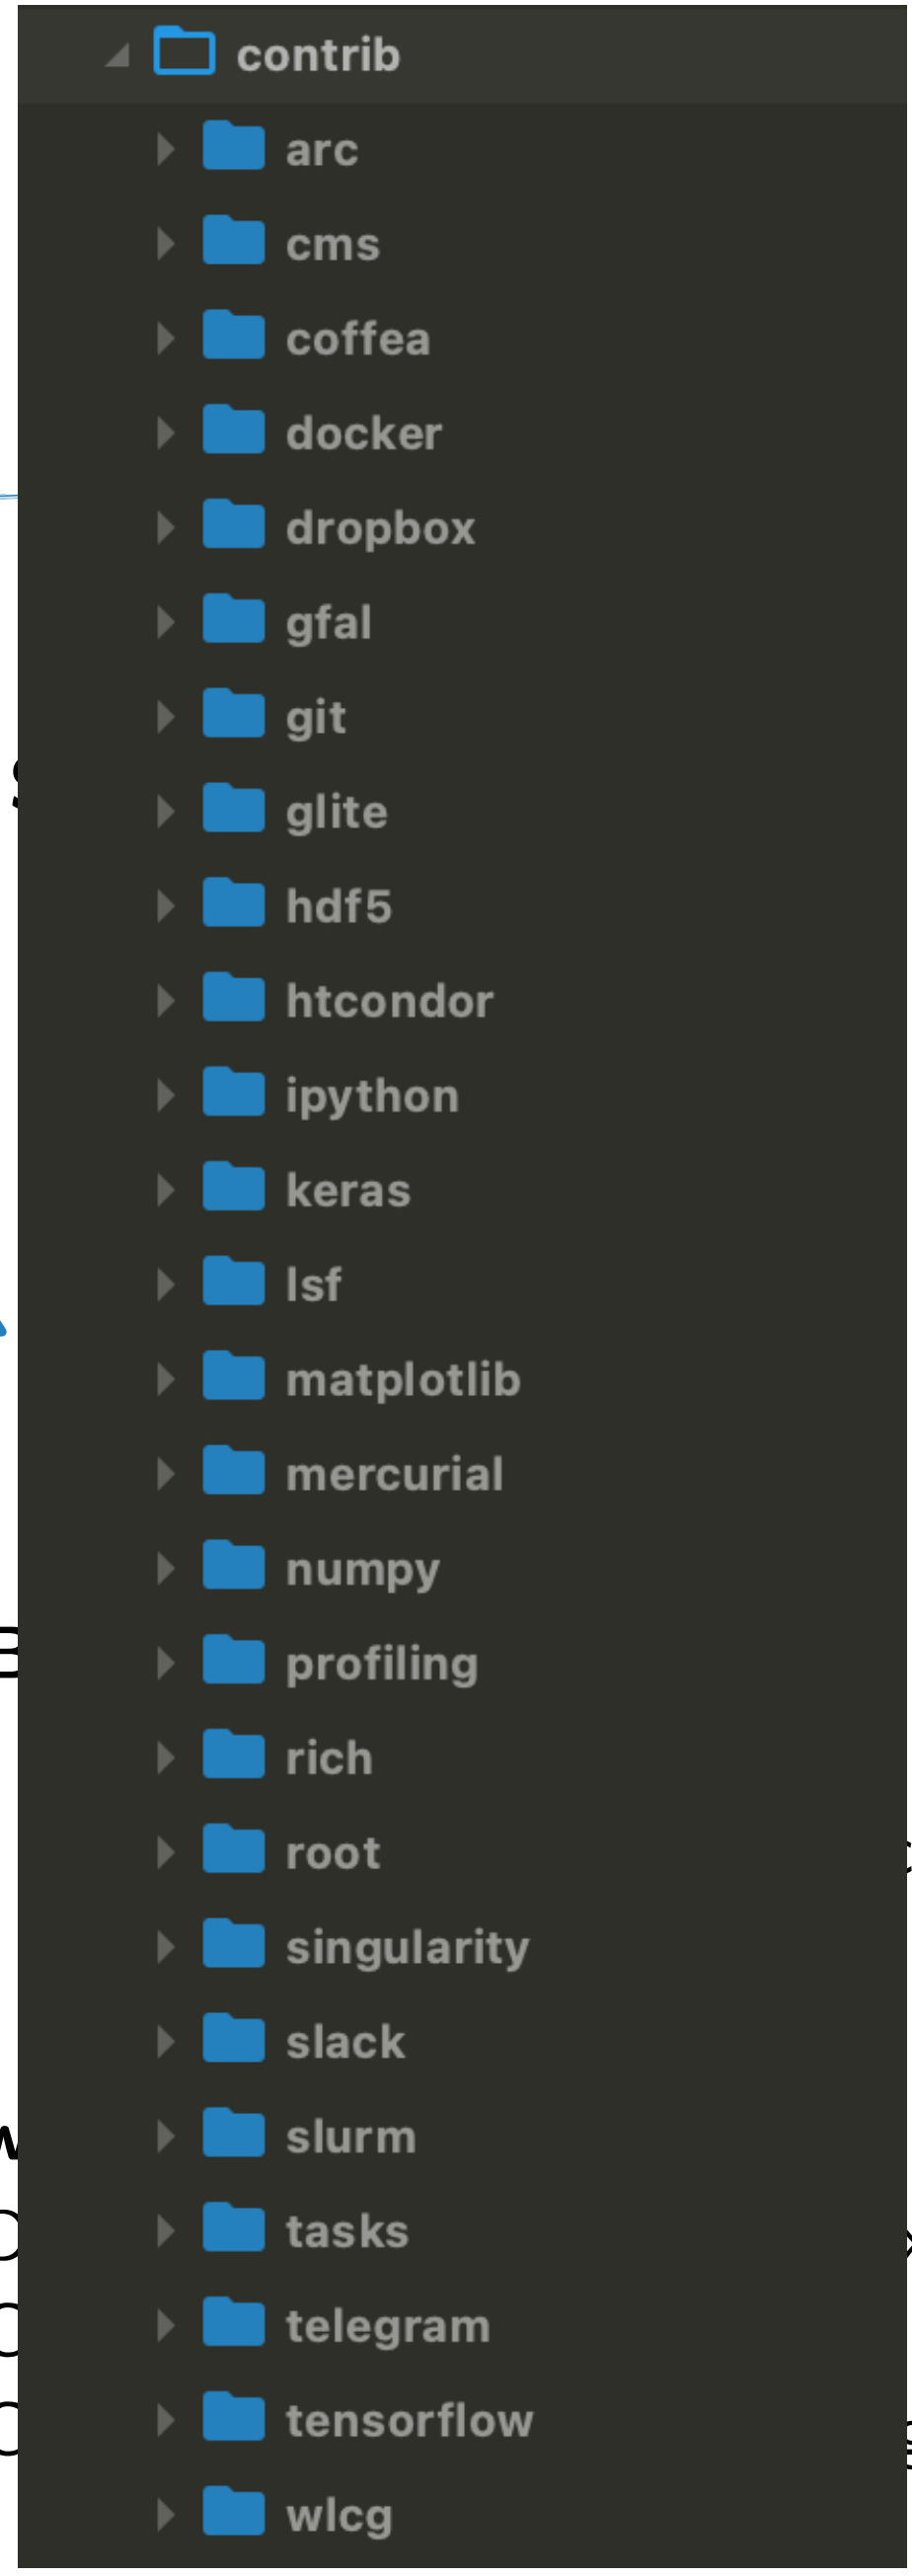 contrib
arc
cms
coffea
docker
dropbox
gfal
git
glite
hdf5
htcondor
ipython
keras
lsf
matplotlib
mercurial
numpy
profiling
rich
root
singularity
slack
slurm
tasks
telegram
tensorflow
wlcg